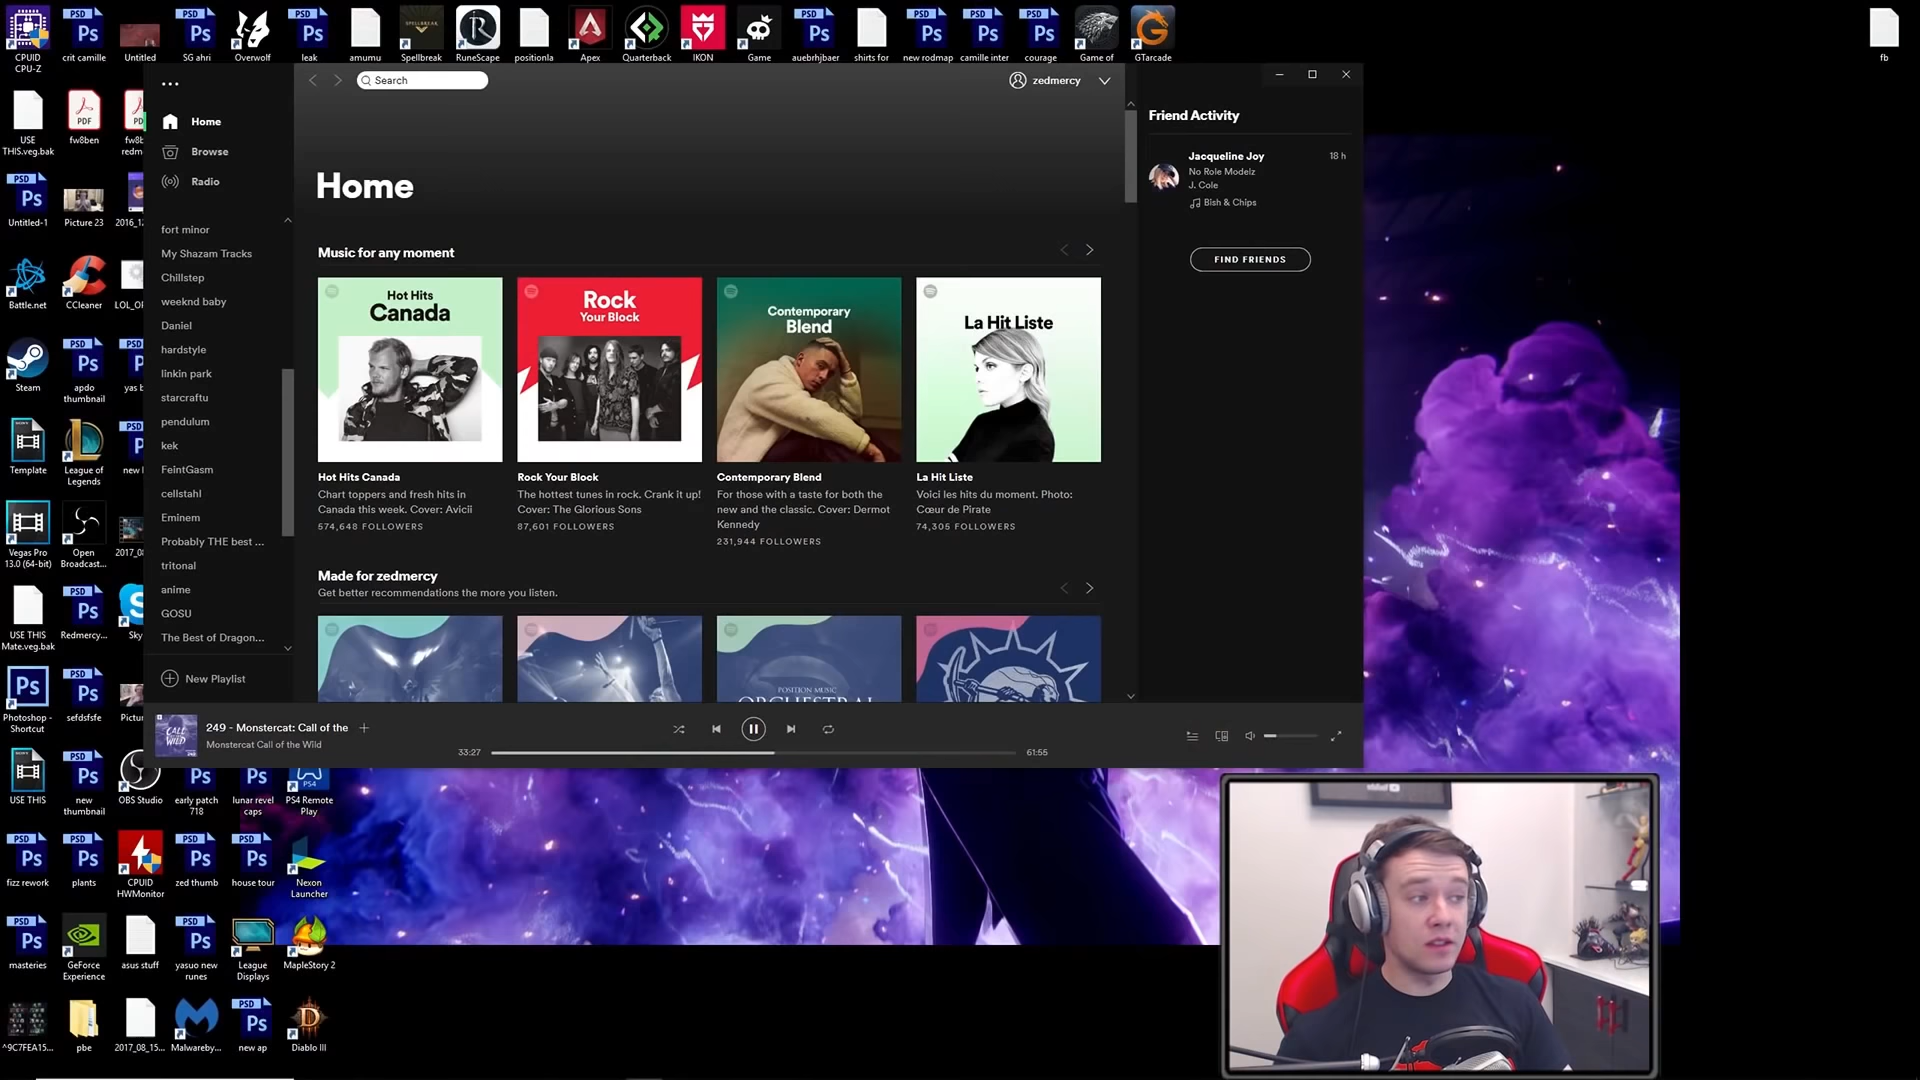 CPUID CPU-Z
crit camille
Untitled
SG ahri
Overwolf
leak
amumu
Spellbreak
RuneScape
positionla
Apex
Quarterback
IKON
Game
auebrhjbaer
shirts for
new rodmap
camille inter
courage
Game of
GTarcade
fb
USE THIS.veg.bak
fw8ben
Untitled-1
Picture 23
Battle.net
CCleaner
Steam
apdo thumbnail
Template
League of Legends
Vegas Pro 13.0 (64-bit)
Open Broadcast...
USE THIS Mate.veg.bak
Redmercy...
Photoshop - Shortcut
sefdsfsfe
USE THIS
new thumbnail
OBS Studio
early patch 718
lunar revel caps
PS4 Remote Play
fizz rework
plants
CPUID HWMonitor
zed thumb
house tour
Nexon Launcher
masteries
GeForce Experience
asus stuff
yasuo new runes
League Displays
MapleStory 2
^9C7FEA15...
pbe
2017_08_15...
Malwareby...
new ap
Diablo III
Search
zedmercy
Home
Browse
Radio
fort minor
My Shazam Tracks
Chillstep
weeknd baby
Daniel
hardstyle
linkin park
starcraftu
pendulum
kek
FeintGasm
cellstahl
Eminem
Probably THE best ...
tritonal
anime
GOSU
The Best of Dragon...
New Playlist
Home
Music for any moment
Hot Hits
Canada
Rock
Your Block
Contemporary
Blend
La Hit Liste
Hot Hits Canada
Chart toppers and fresh hits in
Canada this week. Cover: Avicii
574,648 FOLLOWERS
Rock Your Block
The hottest tunes in rock. Crank it up!
Cover: The Glorious Sons
87,601 FOLLOWERS
Contemporary Blend
For those with a taste for both the
new and the classic. Cover: Dermot
Kennedy
231,944 FOLLOWERS
La Hit Liste
Voici les hits du moment. Photo:
Cœur de Pirate
74,305 FOLLOWERS
Made for zedmercy
Get better recommendations the more you listen.
POSITION MUSIC
Friend Activity
Jacqueline Joy
18 h
No Role Modelz
J. Cole
Bish & Chips
FIND FRIENDS
CALL
WILD
249 - Monstercat: Call of the
Monstercat Call of the Wild
33:27
61:55